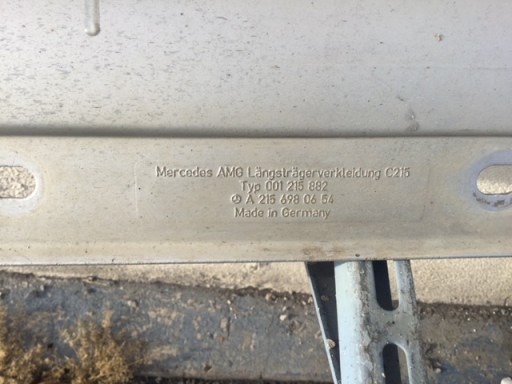 Mercedes AMG Längsträgerverkleidung C215
Typ 001 215 882
A 215 698 06 54
Made in Germany